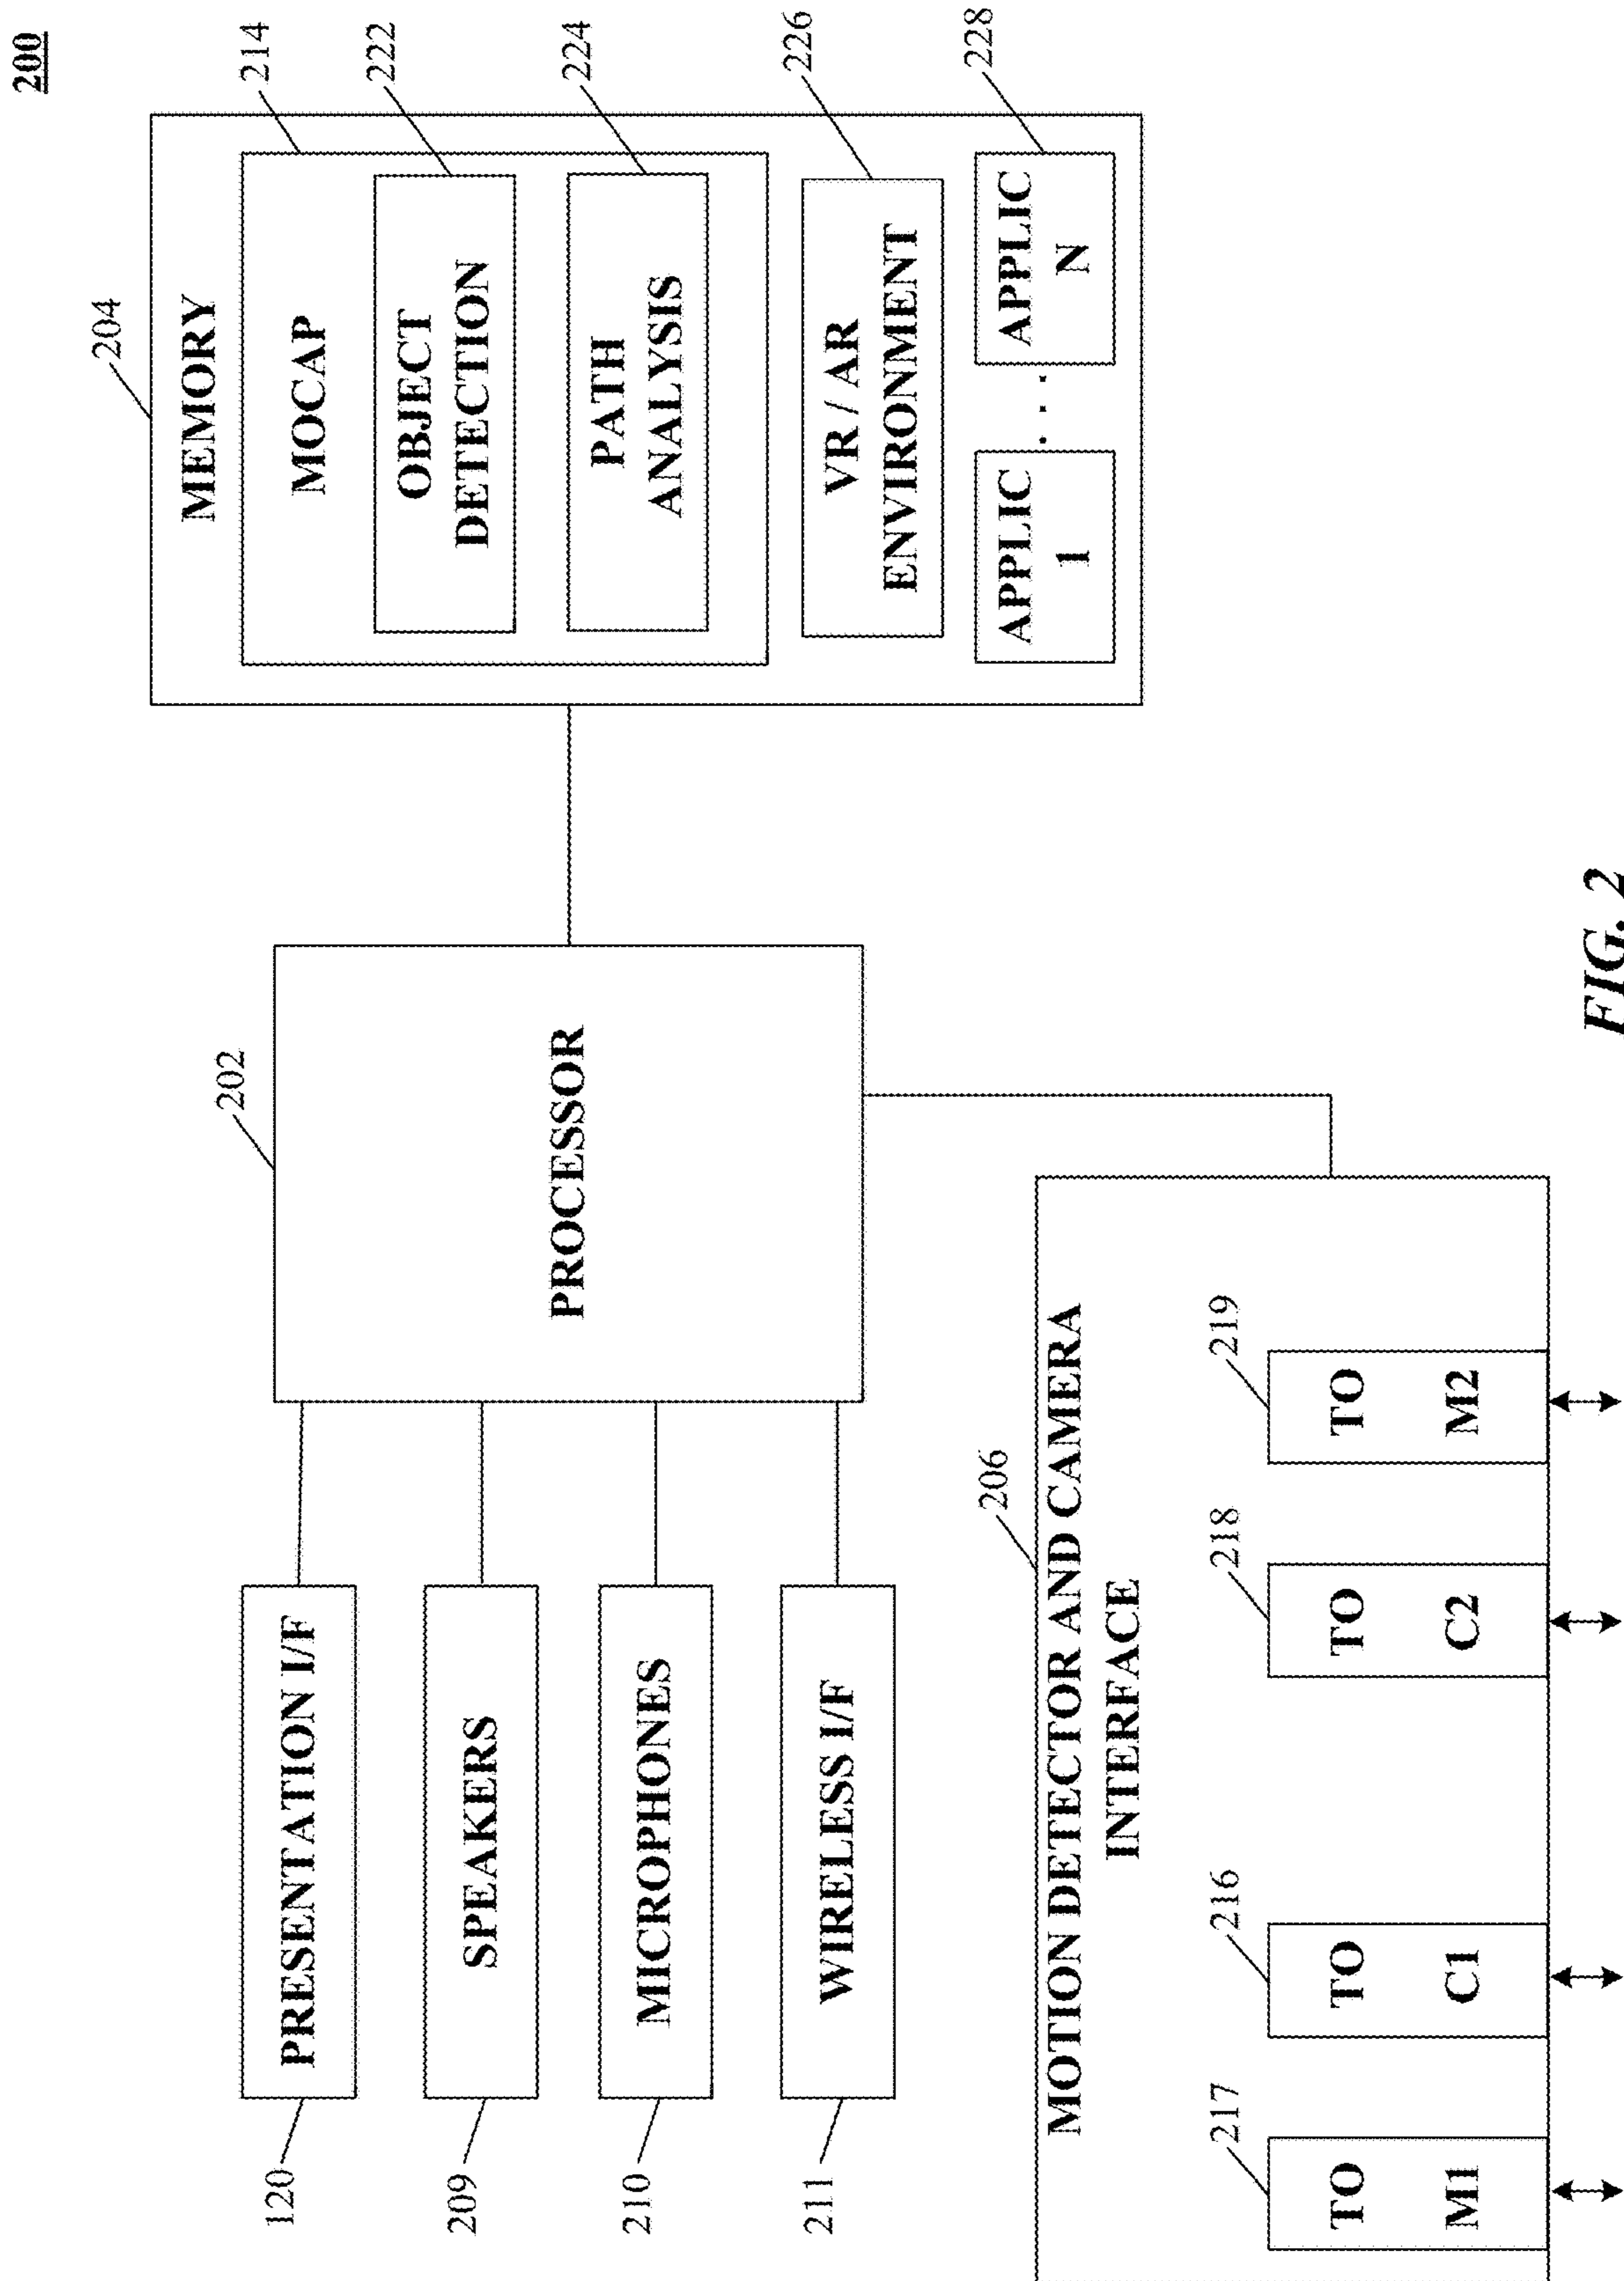 200
204
MEMORY
214
MOCAP
222
OBJECT
DETECTION
224
PATH
ANALYSIS
226
VR / AR
ENVIRONMENT
228
APPLIC
1
. . .
APPLIC
N
202
PROCESSOR
120
PRESENTATION I/F
209
SPEAKERS
210
MICROPHONES
211
WIRELESS I/F
206
MOTION DETECTOR AND CAMERA
INTERFACE
217
TO
M1
216
TO
C1
218
TO
C2
219
TO
M2
FIG. 2